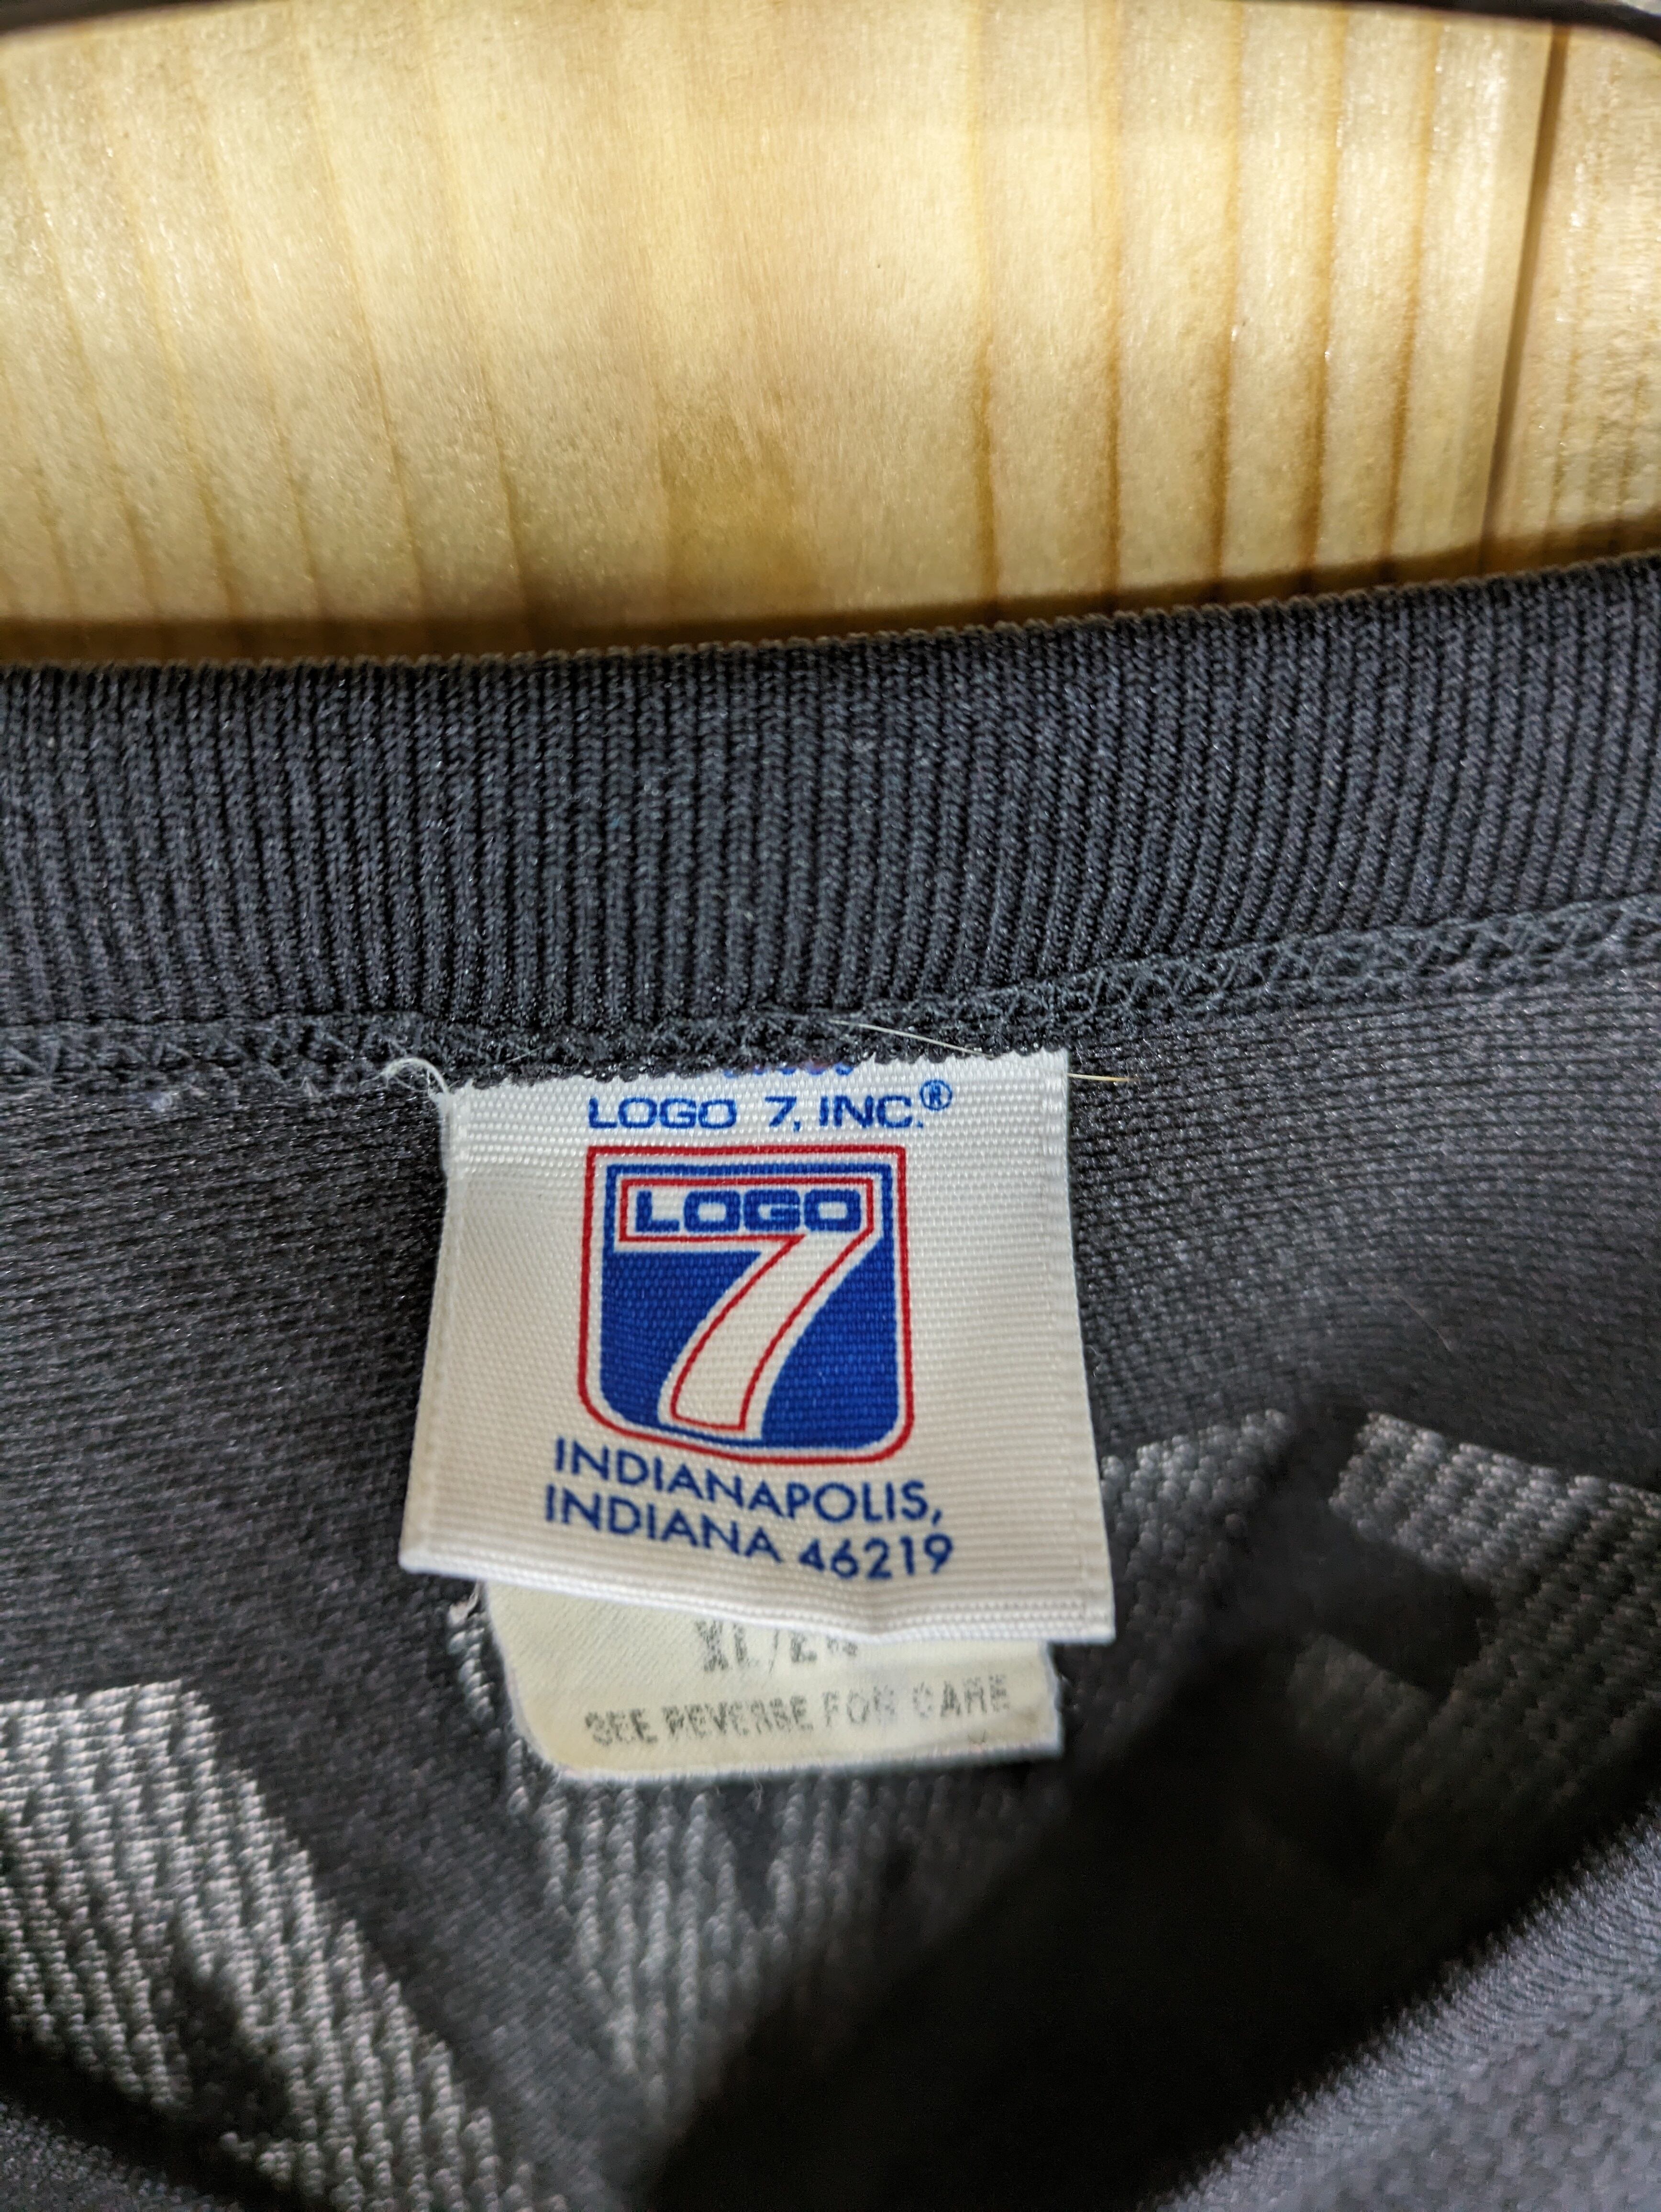 LOGO 7, INC.®
LOGO
7
INDIANAPOLIS,
INDIANA 46219
SEE REVERSE FOR CARE